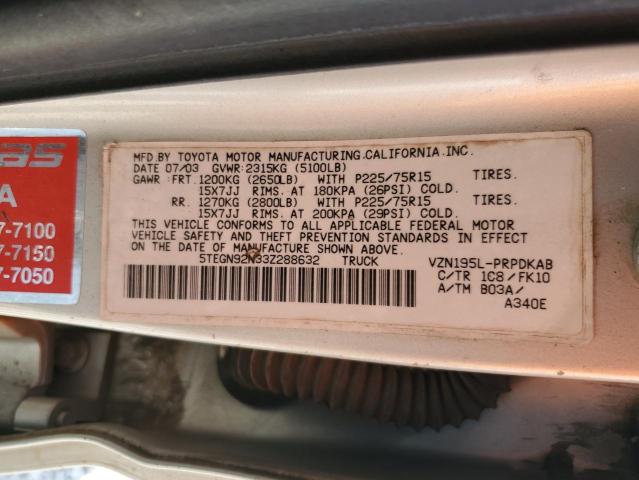 MFD.BY TOYOTA MOTOR MANUFACTURING.CALIFORNIA.INC.
DATE 07/03 GVWR:2315KG (5100LB)
GAWR: FRT.1200KG (2650LB) WITH P225/75R15 TIRES.
15X7JJ RIMS. AT 180KPA (26PSI) COLD.
RR. 1270KG (2800LB) WITH P225/75R15 TIRES.
15X7JJ RIMS. AT 200KPA (29PSI) COLD.
THIS VEHICLE CONFORMS TO ALL APPLICABLE FEDERAL MOTOR
VEHICLE SAFETY AND THEFT PREVENTION STANDARDS IN EFFECT
ON THE DATE OF MANUFACTURE SHOWN ABOVE.
5TEGN92N33Z288632 TRUCK VZN195L-PRPDKAB
C/TR 1C8/FK10
A/TM B03A/
A340E
7-7100
7-7150
7-7050